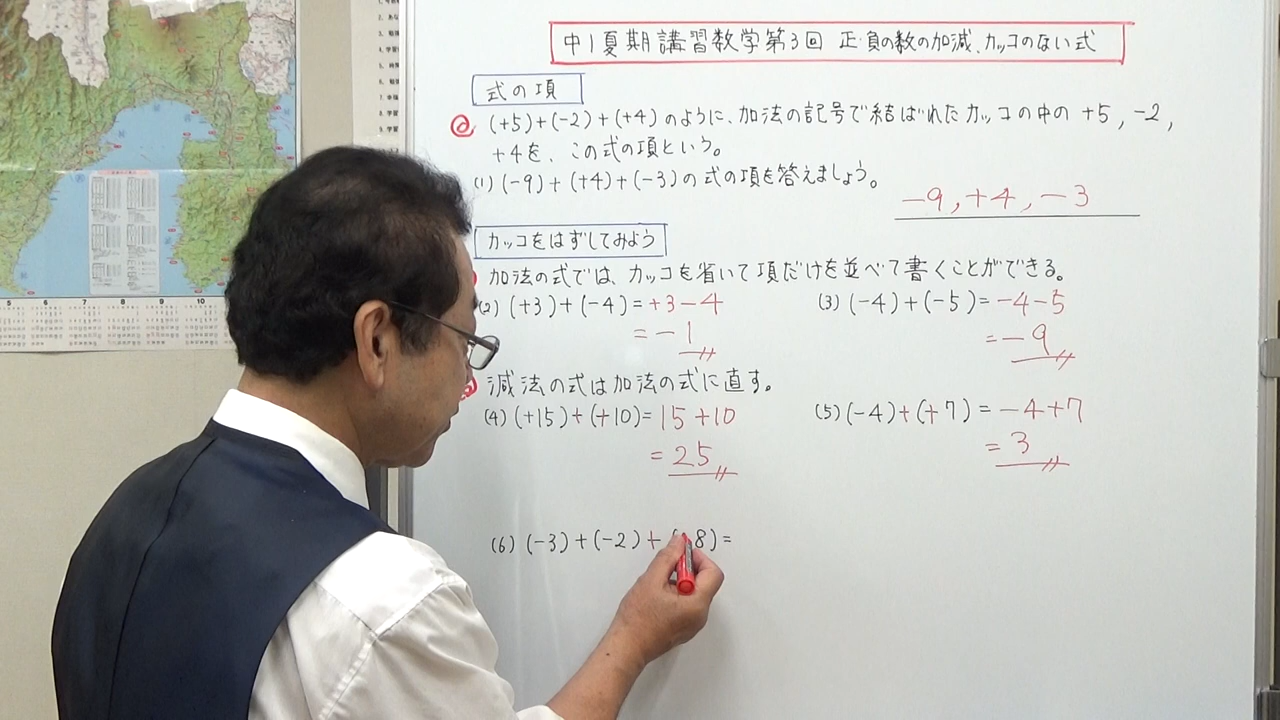 中1夏期講習数学第3回 正・負の数の加減、カッコのない式
式の項
(+5)+(-2)+(+4)のように、加法の記号で結ばれたカッコの中の +5, -2,
+4を、この式の項という。
(1) (-9)+(+4)+(-3)の式の項を答えましょう。
-9, +4, -3
カッコをはずしてみよう
加法の式では、カッコを省いて項だけを並べて書くことができる。
(2) (+3)+(-4)=+3-4
=-1
(3) (-4)+(-5)=-4-5
=-9
減法の式は加法の式に直す。
(4) (+15)+(+10)=15+10
=25
(5) (-4)+(+7)=-4+7
=3
(6) (-3)+(-2)+( 8)=
5 6 7 8 9 10